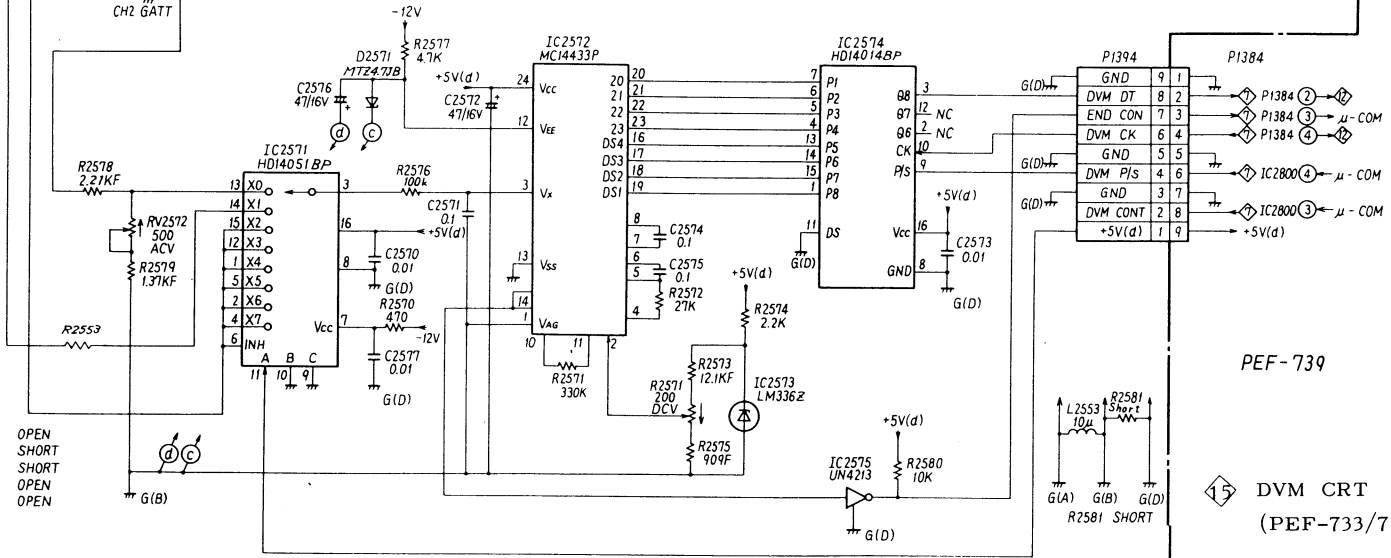 CH2 GATT
-12V
R2577
4.7K
D2571
MTZ4.7JB
C2576
47/16V
d
c
+5V(d)
C2572
47/16V
IC2572
MC14433P
24
Vcc
12
VEE
3
Vx
13
VSS
14
1
VAG
20
20
21
21
22
22
23
23
DS4
16
DS3
17
DS2
18
DS1
19
8
7
6
5
4
10
11
2
C2574
0.1
C2575
0.1
R2572
27K
R2571
330K
IC2574
HD14014BP
7
P1
6
P2
5
P3
4
P4
13
P5
14
P6
15
P7
1
P8
3
Q8
12
Q7
NC
2
Q6
NC
10
CK
9
P/S
11
DS
G(D)
Vcc
16
GND
8
+5V(d)
C2573
0.01
G(D)
P1394
P1384
G(D)
GND 9 1
DVM DT 8 2
7 P1384 2 12
END CON 7 3
7 P1384 3 μ-COM
DVM CK 6 4
7 P1384 4 12
G(D)
GND 5 5
DVM P/S 4 6
7 IC2800 4 μ-COM
G(D)
GND 3 7
DVM CONT 2 8
7 IC2800 3 μ-COM
+5V(d) 1 9
+5V(d)
R2578
2.21KF
RV2572
500
ACV
R2579
1.37KF
R2553
IC2571
HD14051BP
13 X0
14 X1
15 X2
12 X3
1 X4
5 X5
2 X6
4 X7
6 INH
A B C
11 10 9
3
16
8
Vcc 7
R2576
100k
C2571
0.1
+5V(d)
C2570
0.01
G(D)
R2570
470
-12V
C2577
0.01
G(D)
+5V(d)
R2574
2.2K
R2573
12.1KF
R2571
200
DCV
IC2573
LM336Z
R2575
909F
+5V(d)
IC2575
UN4213
R2580
10K
G(D)
OPEN
SHORT
SHORT
OPEN
OPEN
d
c
G(B)
PEF-739
L2553
10μ
R2581
Short
G(A) G(B) G(D)
R2581 SHORT
15 DVM CRT
(PEF-733/7